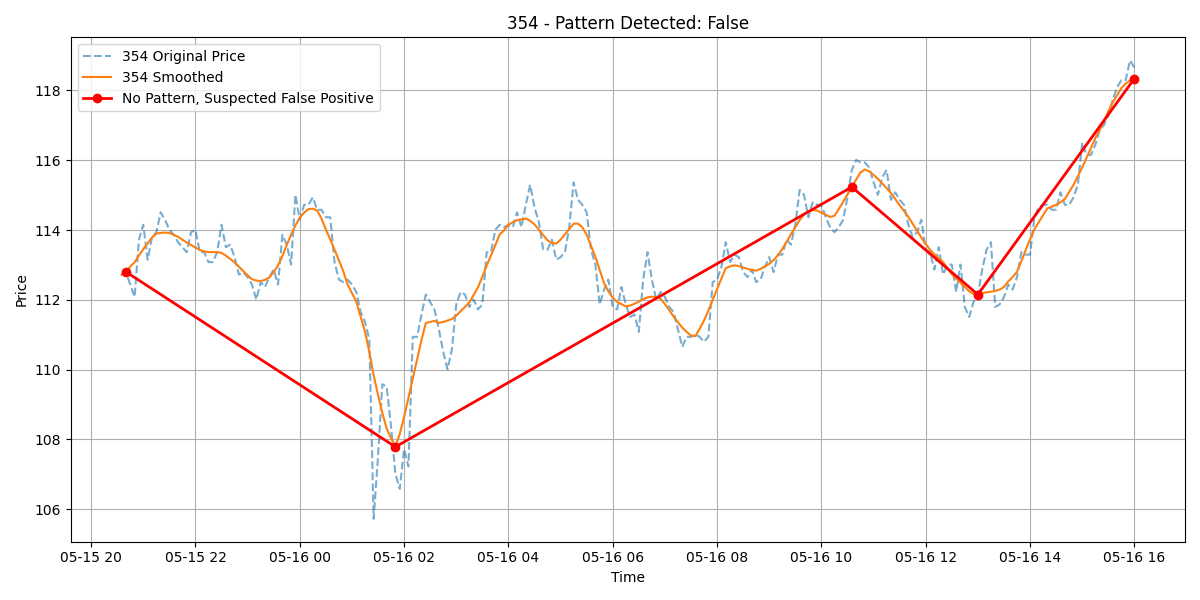 354 - Pattern Detected: False
354 Original Price
354 Smoothed
No Pattern, Suspected False Positive
Price
118
116
114
112
110
108
106
05-15 20 05-15 22 05-16 00 05-16 02 05-16 04 05-16 06 05-16 08 05-16 10 05-16 12 05-16 14 05-16 16
Time